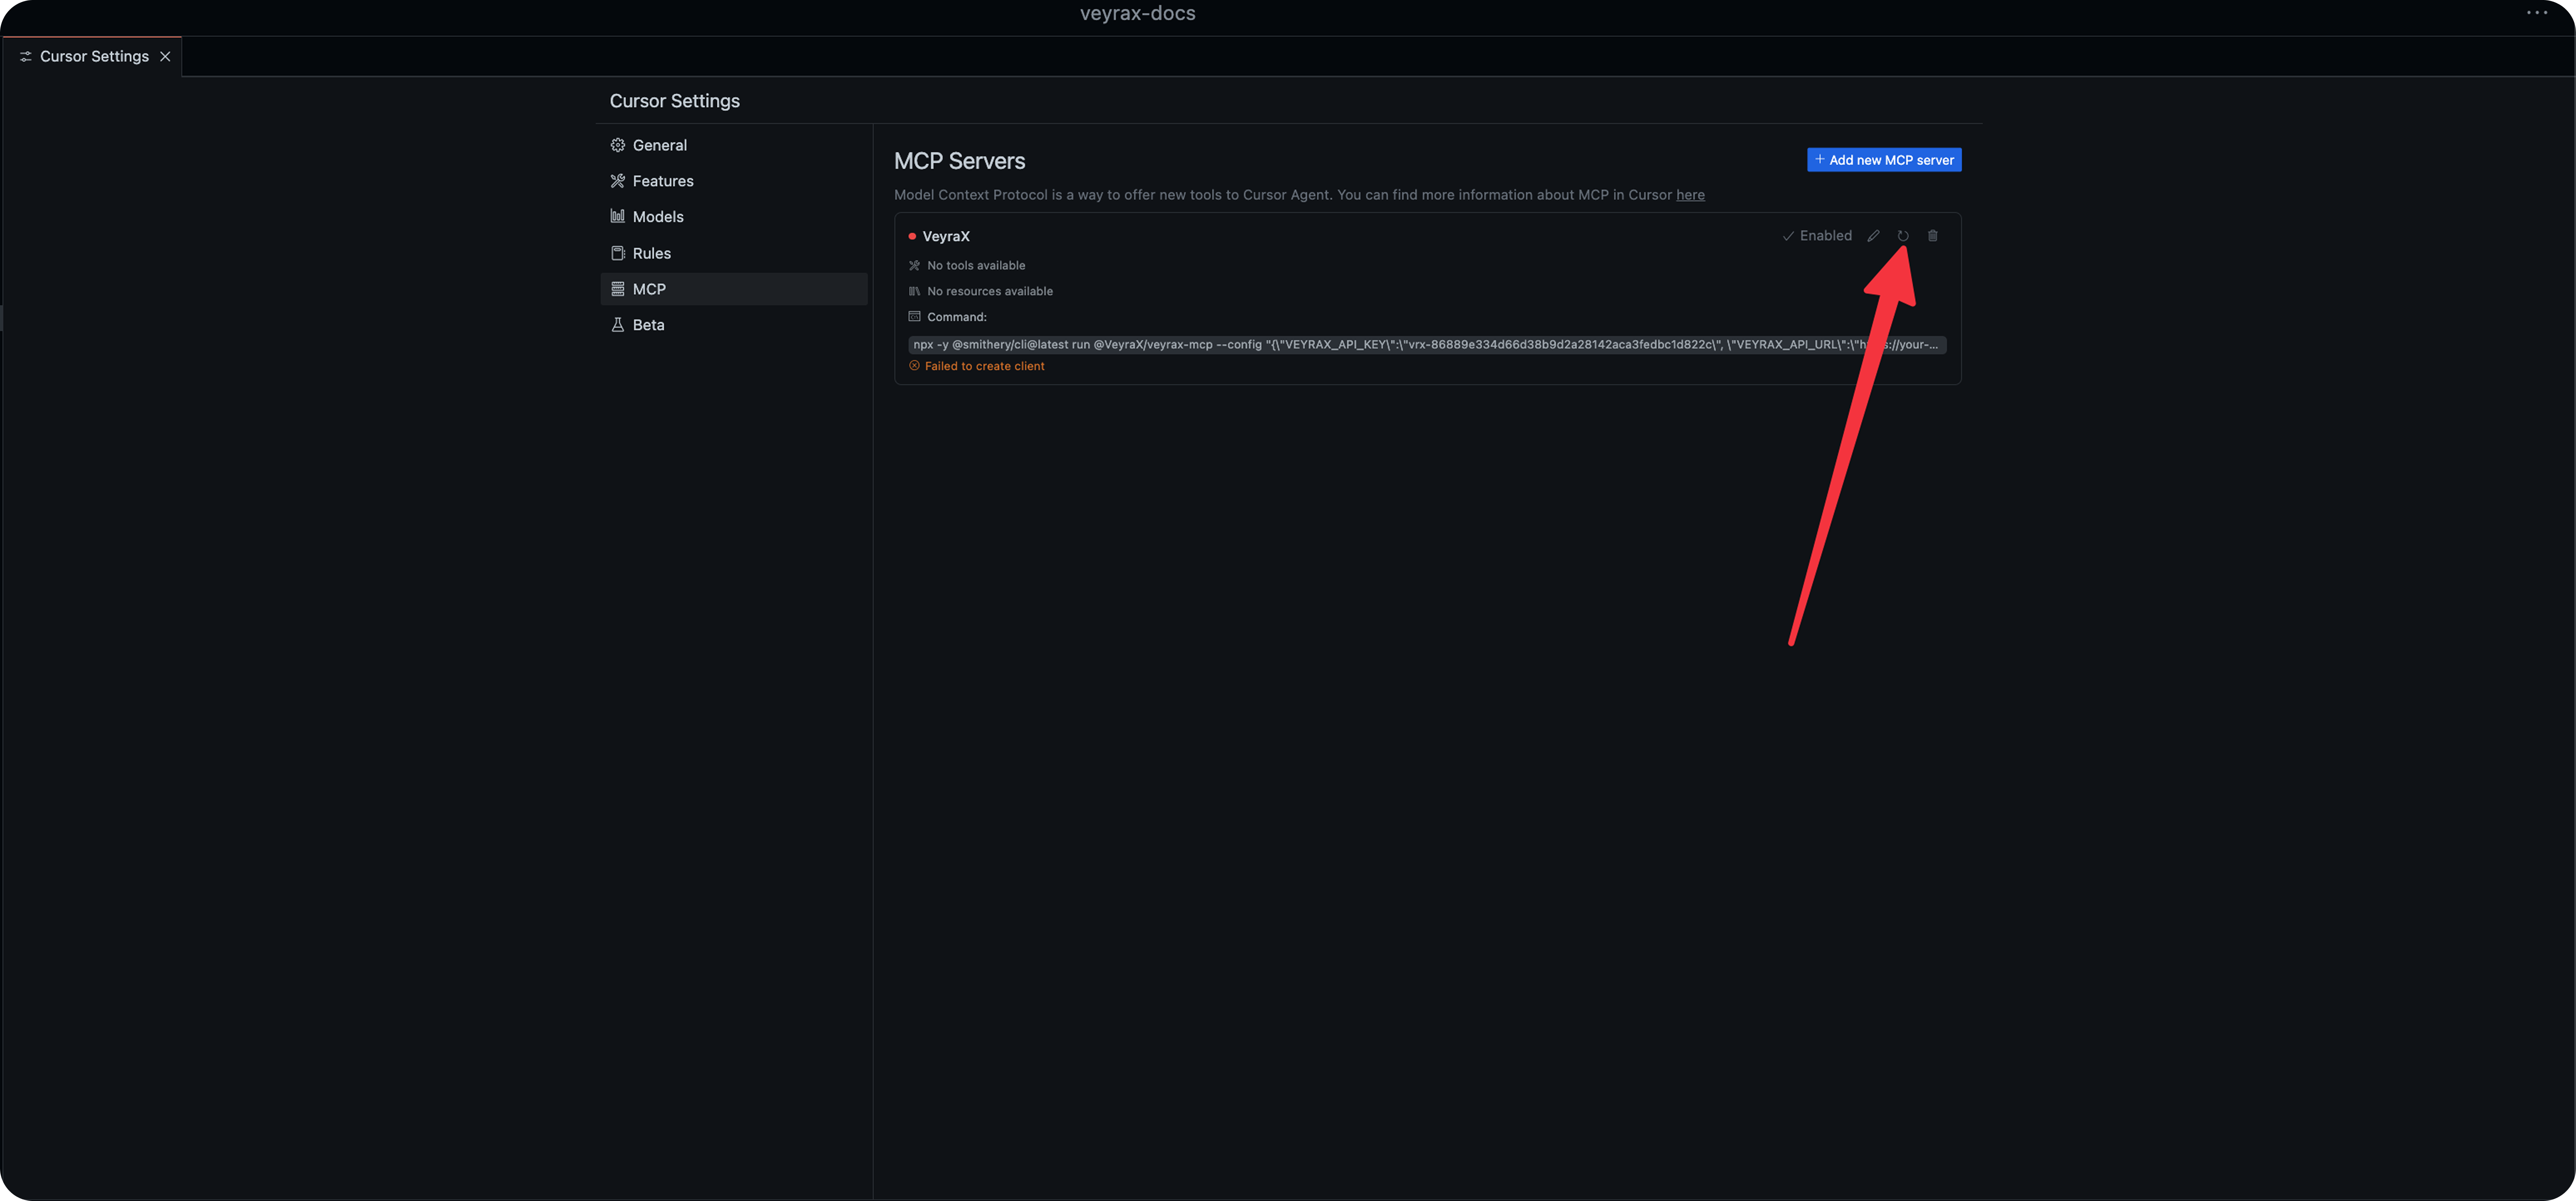 veyrax-docs
Cursor Settings
Cursor Settings
General
Features
Models
Rules
MCP
Beta
MCP Servers
+ Add new MCP server
Model Context Protocol is a way to offer new tools to Cursor Agent. You can find more information about MCP in Cursor here
VeyraX
Enabled
No tools available
No resources available
Command:
npx -y @smithery/cli@latest run @VeyraX/veyrax-mcp --config "{\"VEYRAX_API_KEY\":\"vrx-86889e334d66d38b9d2a28142aca3fedbc1d822c\", \"VEYRAX_API_URL\":\"h s://your-...
Failed to create client